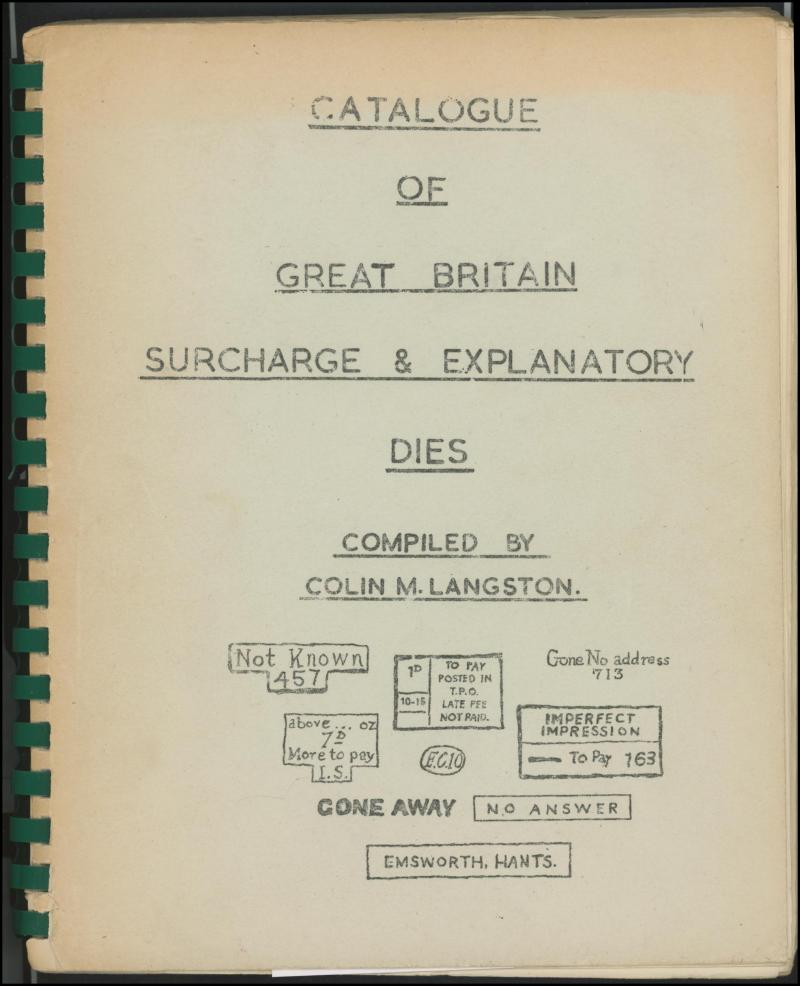 CATALOGUE
OF
GREAT BRITAIN
SURCHARGE & EXPLANATORY
DIES
COMPILED BY
COLIN M. LANGSTON.
Not Known
457
1D
10-15
TO PAY
POSTED IN
T.P.O.
LATE FEE
NOT PAID.
Gone No address
713
above ... oz
7D
More to pay
I.S.
E.C.10
IMPERFECT
IMPRESSION
— To Pay 163
GONE AWAY
NO ANSWER
EMSWORTH, HANTS.